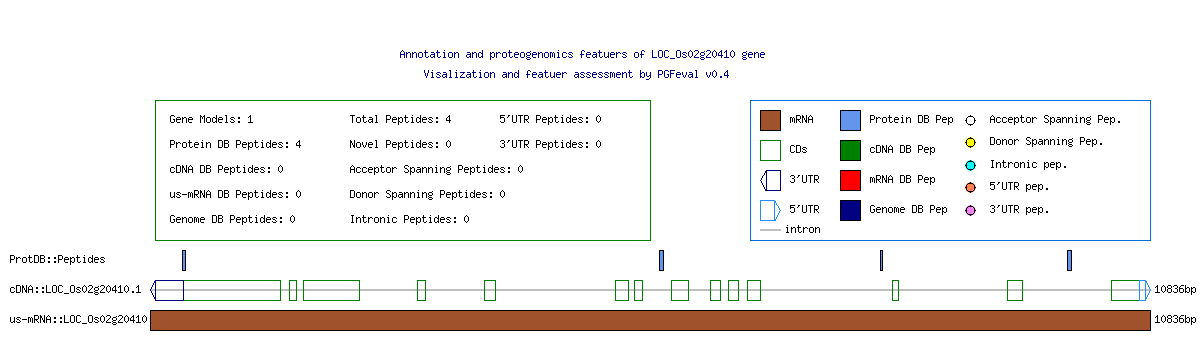 Annotation and proteogenomics featuers of LOC_Os02g20410 gene
Visalization and featuer assessment by PGFeval v0.4
Gene Models: 1 Total Peptides: 4 5'UTR Peptides: 0
Protein DB Peptides: 4 Novel Peptides: 0 3'UTR Peptides: 0
cDNA DB Peptides: 0 Acceptor Spanning Peptides: 0
us-mRNA DB Peptides: 0 Donor Spanning Peptides: 0
Genome DB Peptides: 0 Intronic Peptides: 0
mRNA Protein DB Pep Acceptor Spanning Pep.
CDs cDNA DB Pep Donor Spanning Pep.
3'UTR mRNA DB Pep Intronic pep.
5'UTR Genome DB Pep 5'UTR pep.
intron 3'UTR pep.
ProtDB::Peptides
cDNA::LOC_Os02g20410.1 10836bp
us-mRNA::LOC_Os02g20410 10836bp